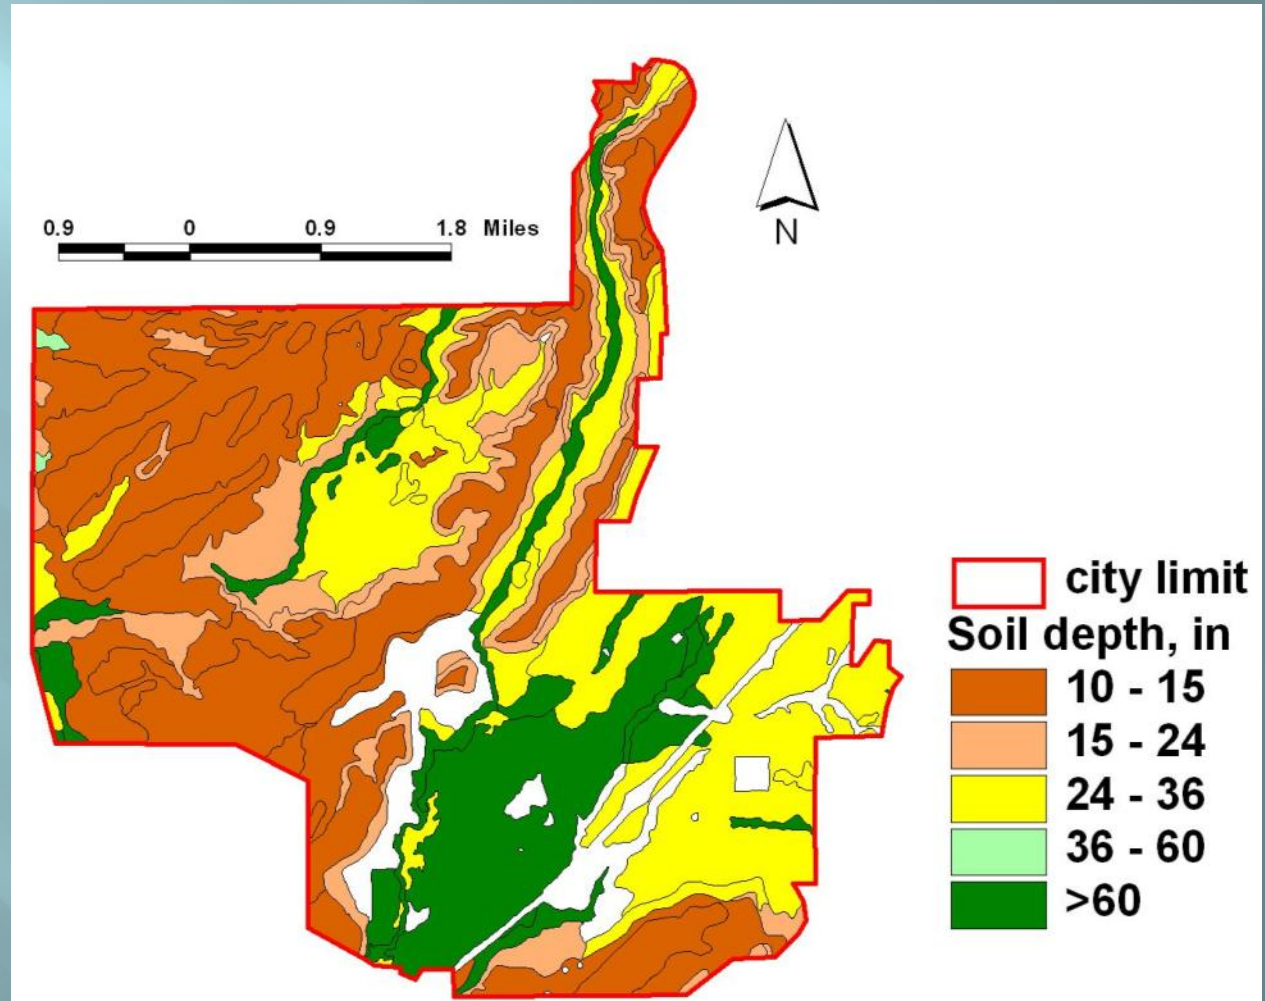 N
0.9 0 0.9 1.8 Miles
city limit
Soil depth, in
10 - 15
15 - 24
24 - 36
36 - 60
>60